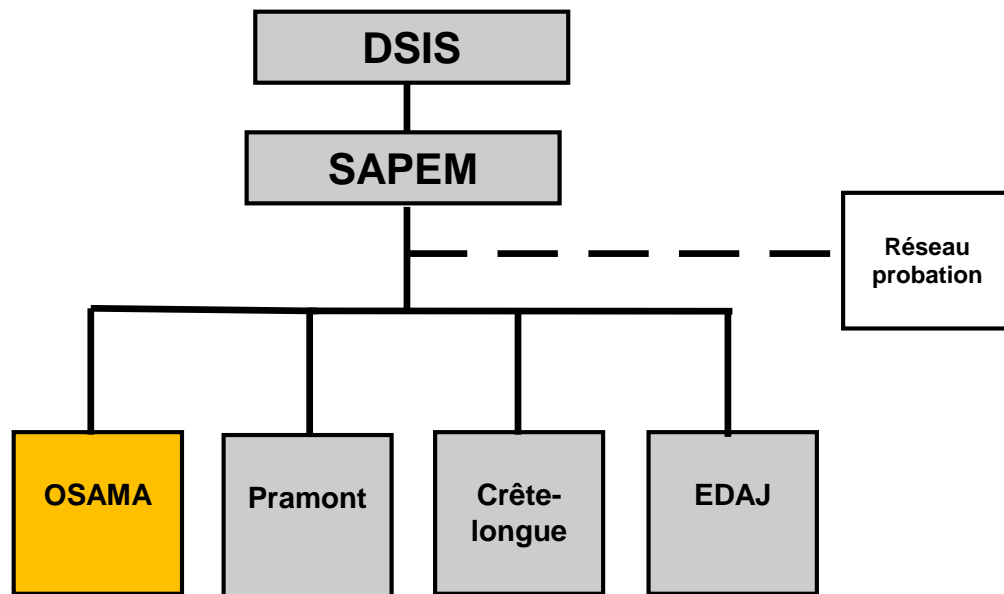 DSIS
SAPEM
Réseau
probation
OSAMA
Pramont
Crête-
longue
EDAJ